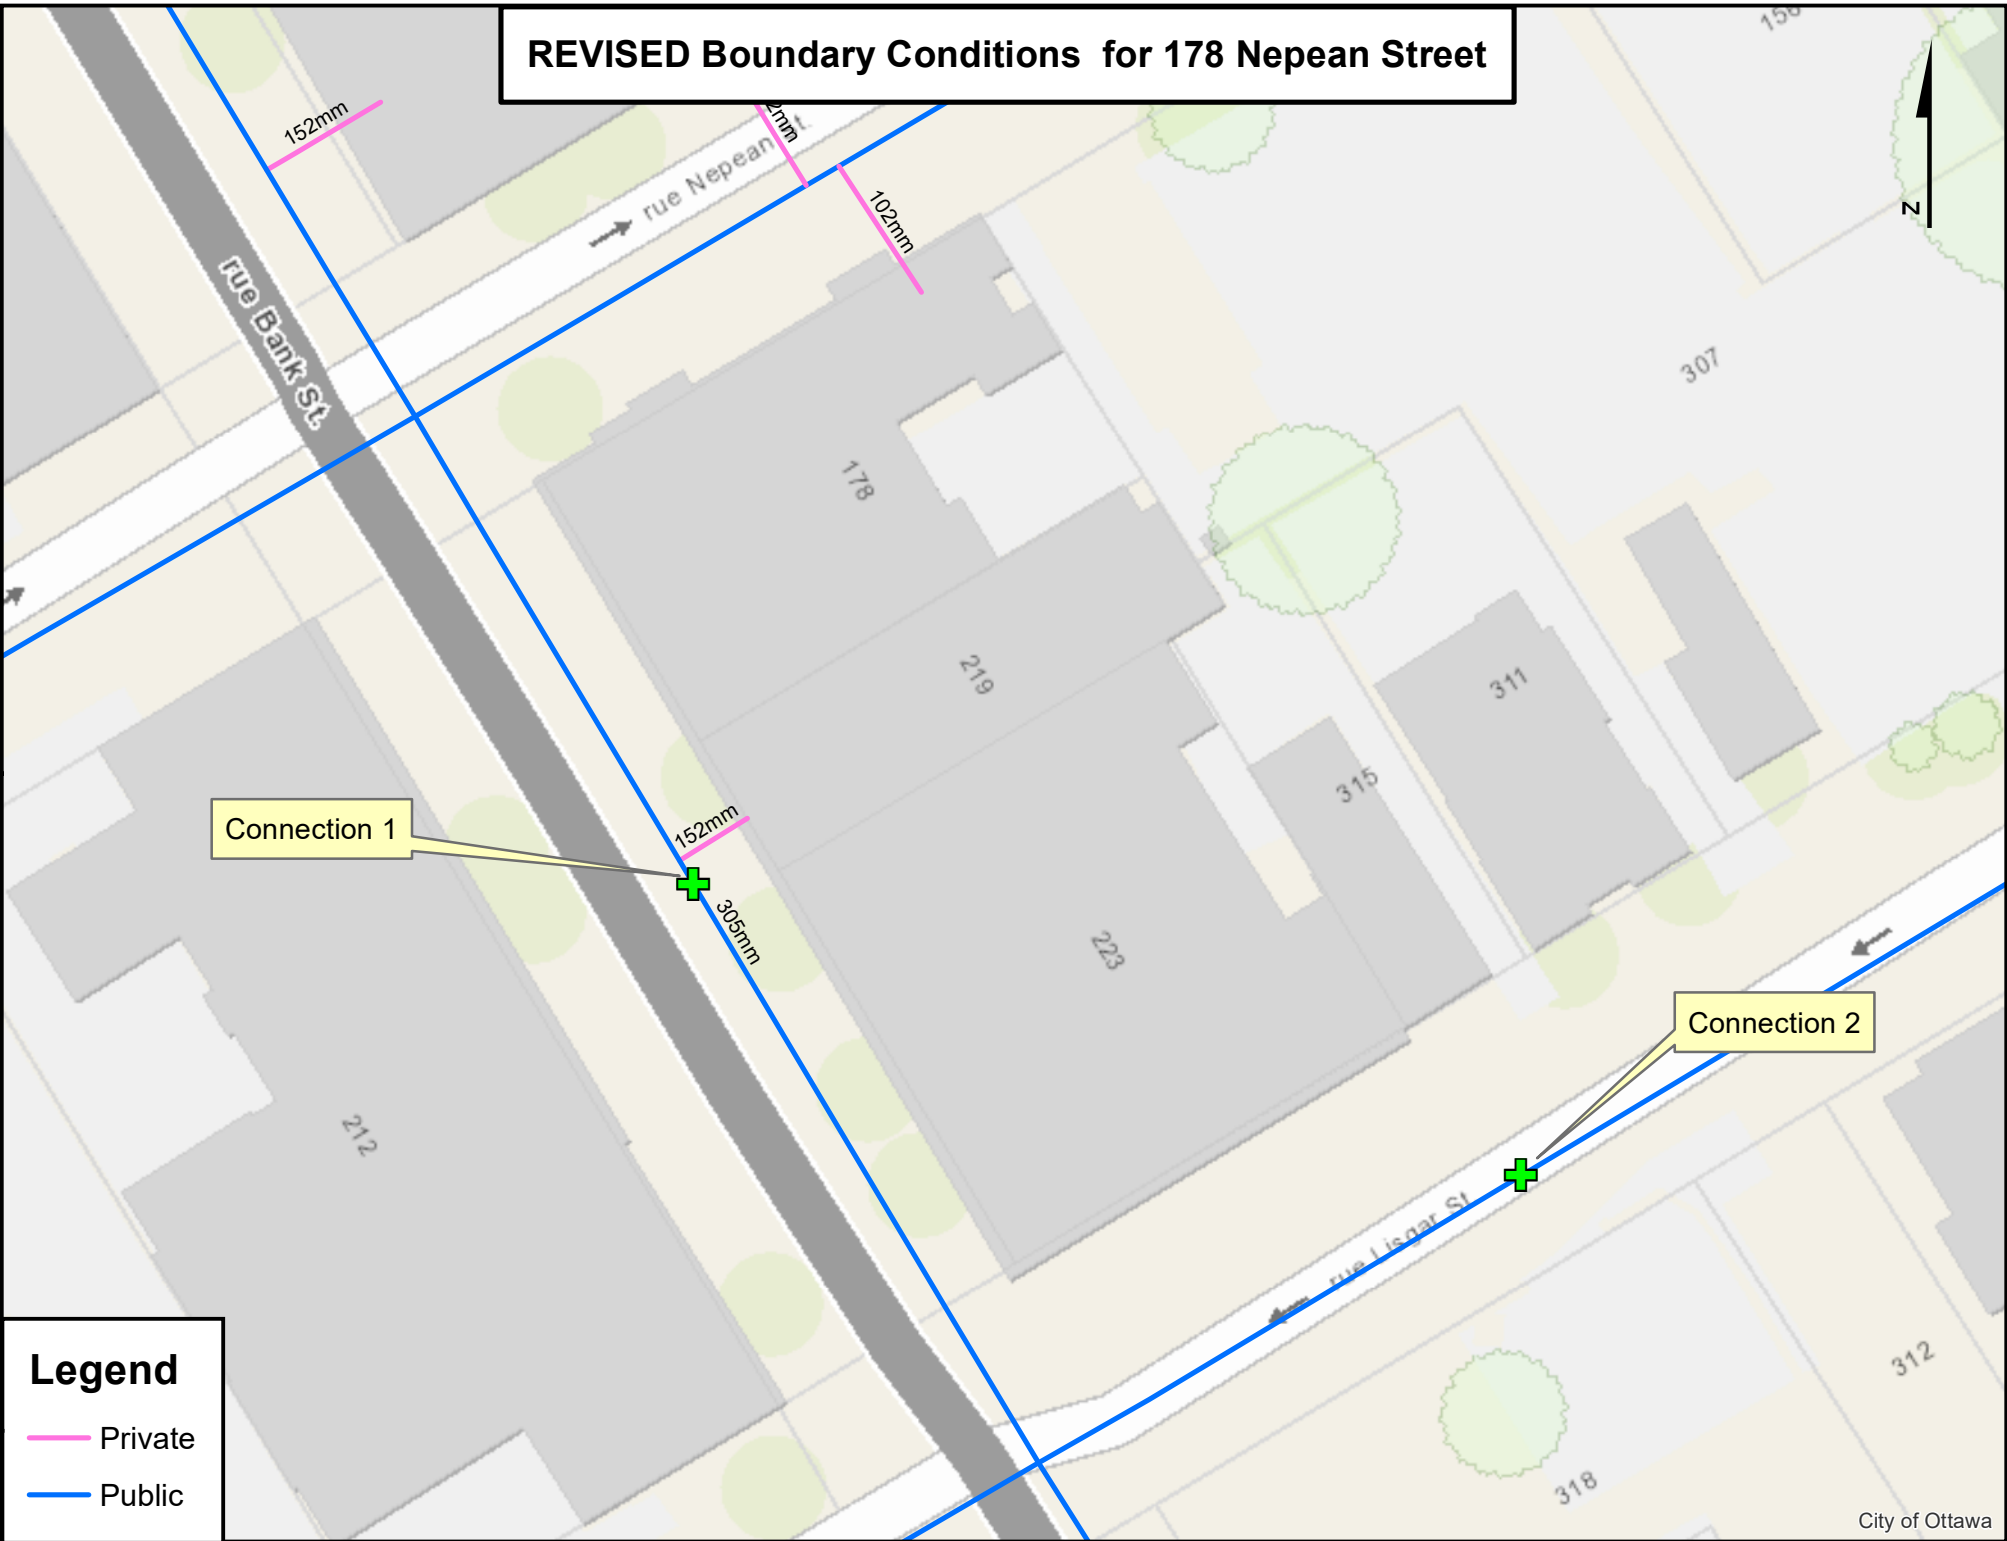 REVISED Boundary Conditions  for 178 Nepean Street
152mm
2mm
rue Nepean St.
102mm
156
N
rue Bank St.
307
178
219
311
315
152mm
Connection 1
305mm
223
Connection 2
212
rue Lisgar St.
312
318
Legend
Private
Public
City of Ottawa